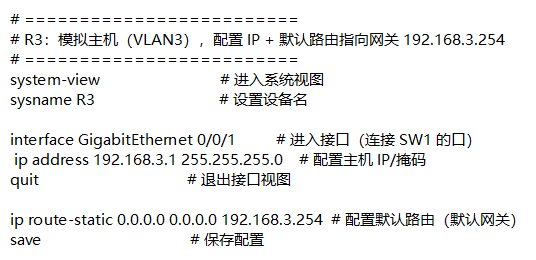 # ==========================
# R3：模拟主机（VLAN3），配置 IP + 默认路由指向网关 192.168.3.254
# ==========================
system-view # 进入系统视图
sysname R3 # 设置设备名
interface GigabitEthernet 0/0/1 # 进入接口（连接 SW1 的口）
ip address 192.168.3.1 255.255.255.0 # 配置主机 IP/掩码
quit # 退出接口视图
ip route-static 0.0.0.0 0.0.0.0 192.168.3.254 # 配置默认路由（默认网关）
save # 保存配置